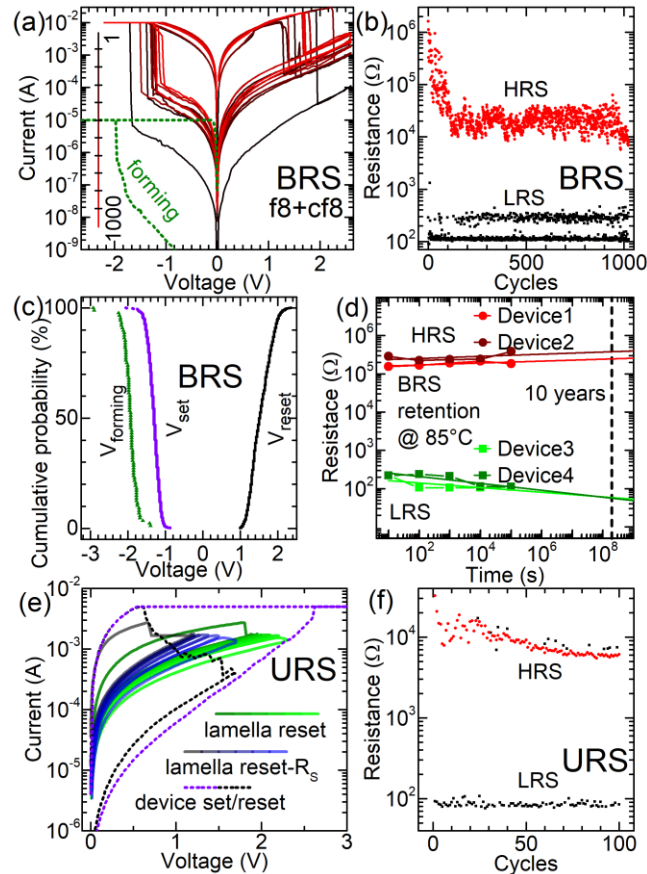 (a)
10⁻² 10⁻³ 10⁻⁴ 10⁻⁵ 10⁻⁶ 10⁻⁷ 10⁻⁸ 10⁻⁹
Current (A)
1
1000
forming
BRS
f8+cf8
-2 -1 0 1 2
Voltage (V)
(b)
10⁶ 10⁵ 10⁴ 10³ 10²
Resistance (Ω)
HRS
LRS
BRS
0 500 1000
Cycles
(c)
100 50 0
Cumulative probability (%)
BRS
V_forming
V_set
V_reset
-3 -2 -1 0 1 2
Voltage (V)
(d)
10⁶ 10⁵ 10⁴ 10³ 10²
Resistace (Ω)
HRS
Device1
Device2
BRS
retention
@ 85°C
10 years
Device3
Device4
LRS
10² 10⁴ 10⁶ 10⁸
Time (s)
(e)
10⁻² 10⁻³ 10⁻⁴ 10⁻⁵ 10⁻⁶
Current (A)
URS
lamella reset
lamella reset-R_S
device set/reset
0 1 2 3
Voltage (V)
(f)
10⁴ 10³ 10²
Resistance (Ω)
HRS
LRS
URS
0 50 100
Cycles